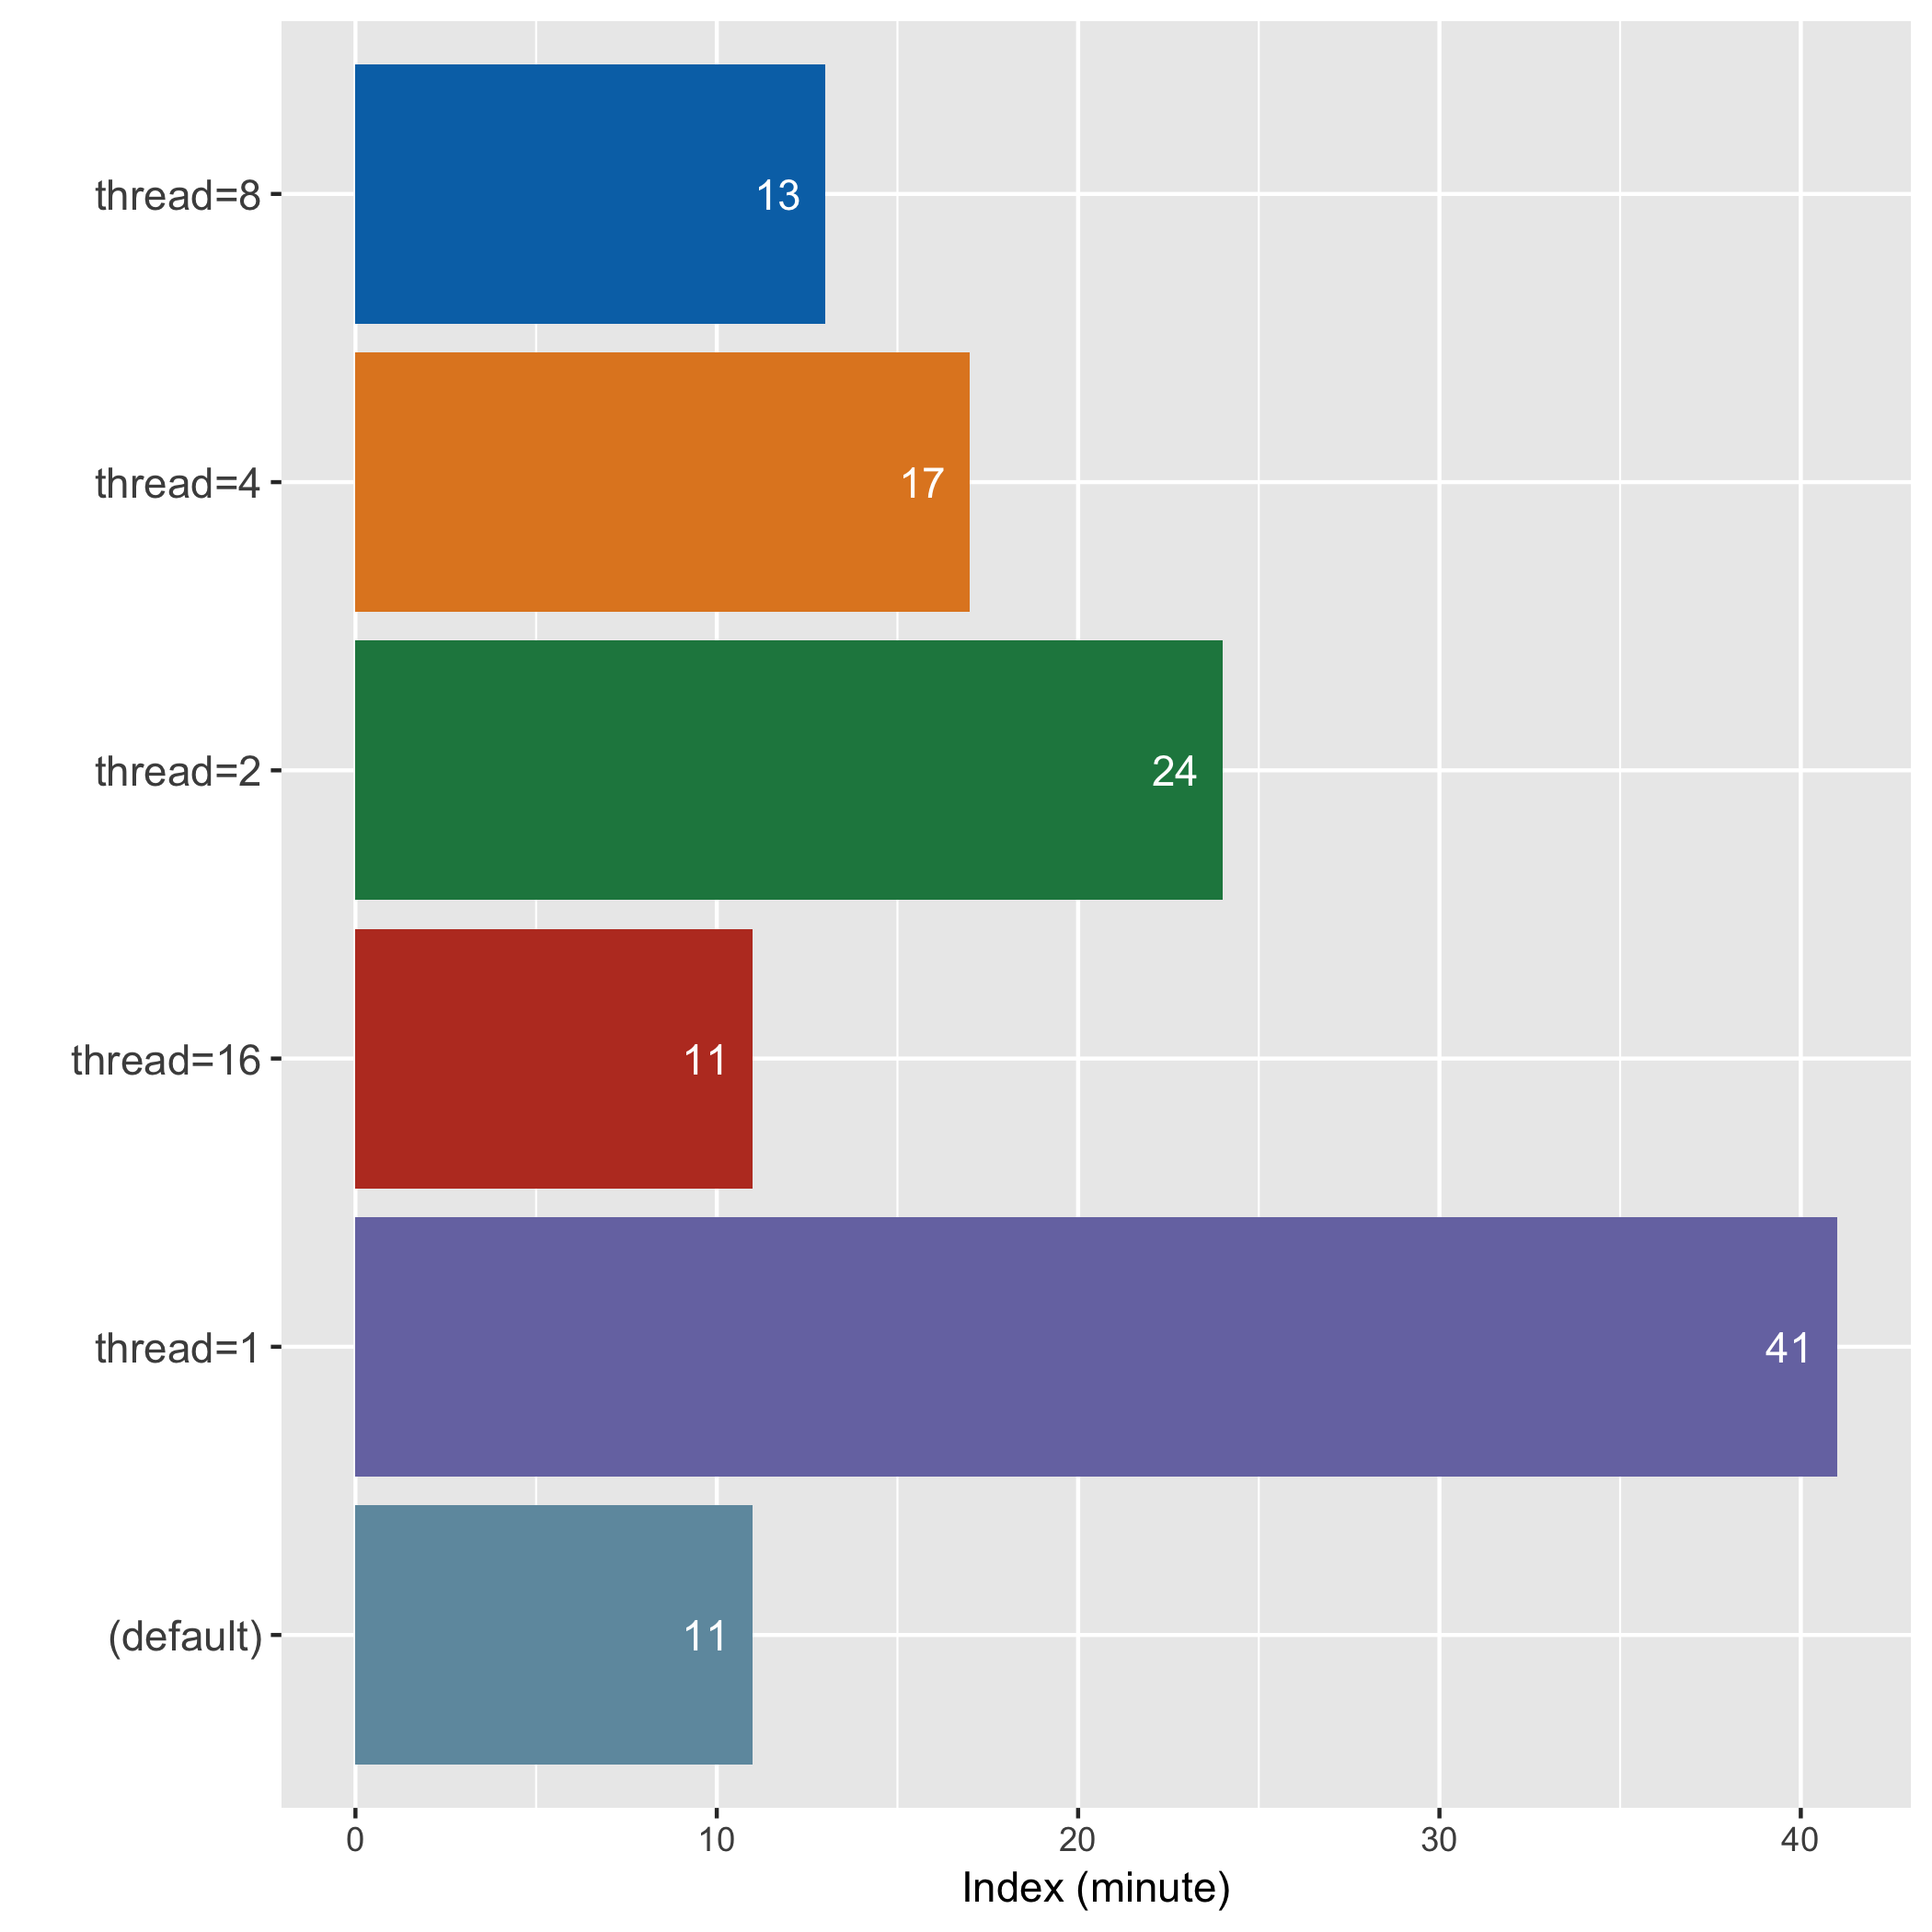 thread=8
13
thread=4
17
thread=2
24
thread=16
11
thread=1
41
(default)
11
0 10 20 30 40
Index (minute)